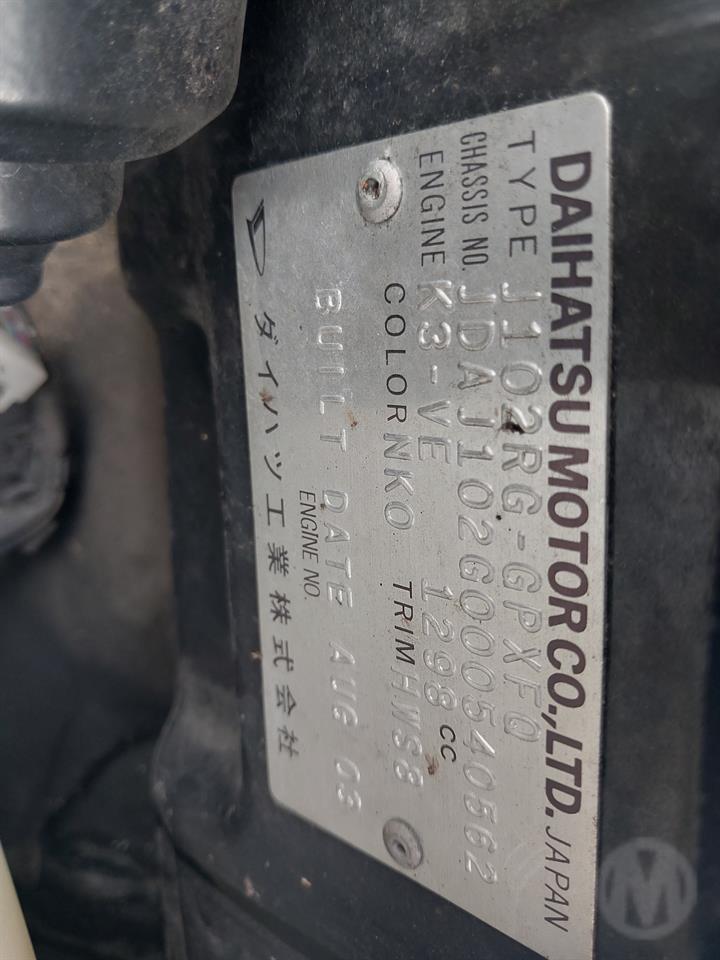 DAIHATSU MOTOR CO., LTD. JAPAN
TYPE J102RG-GPXFQ
CHASSIS NO. JDAJ102G000540562
ENGINE K3-VE 1298 CC
COLOR NK0 TRIM HWS8
BUILT DATE AUG 03
ENGINE NO.
ダイハツ工業株式会社
M